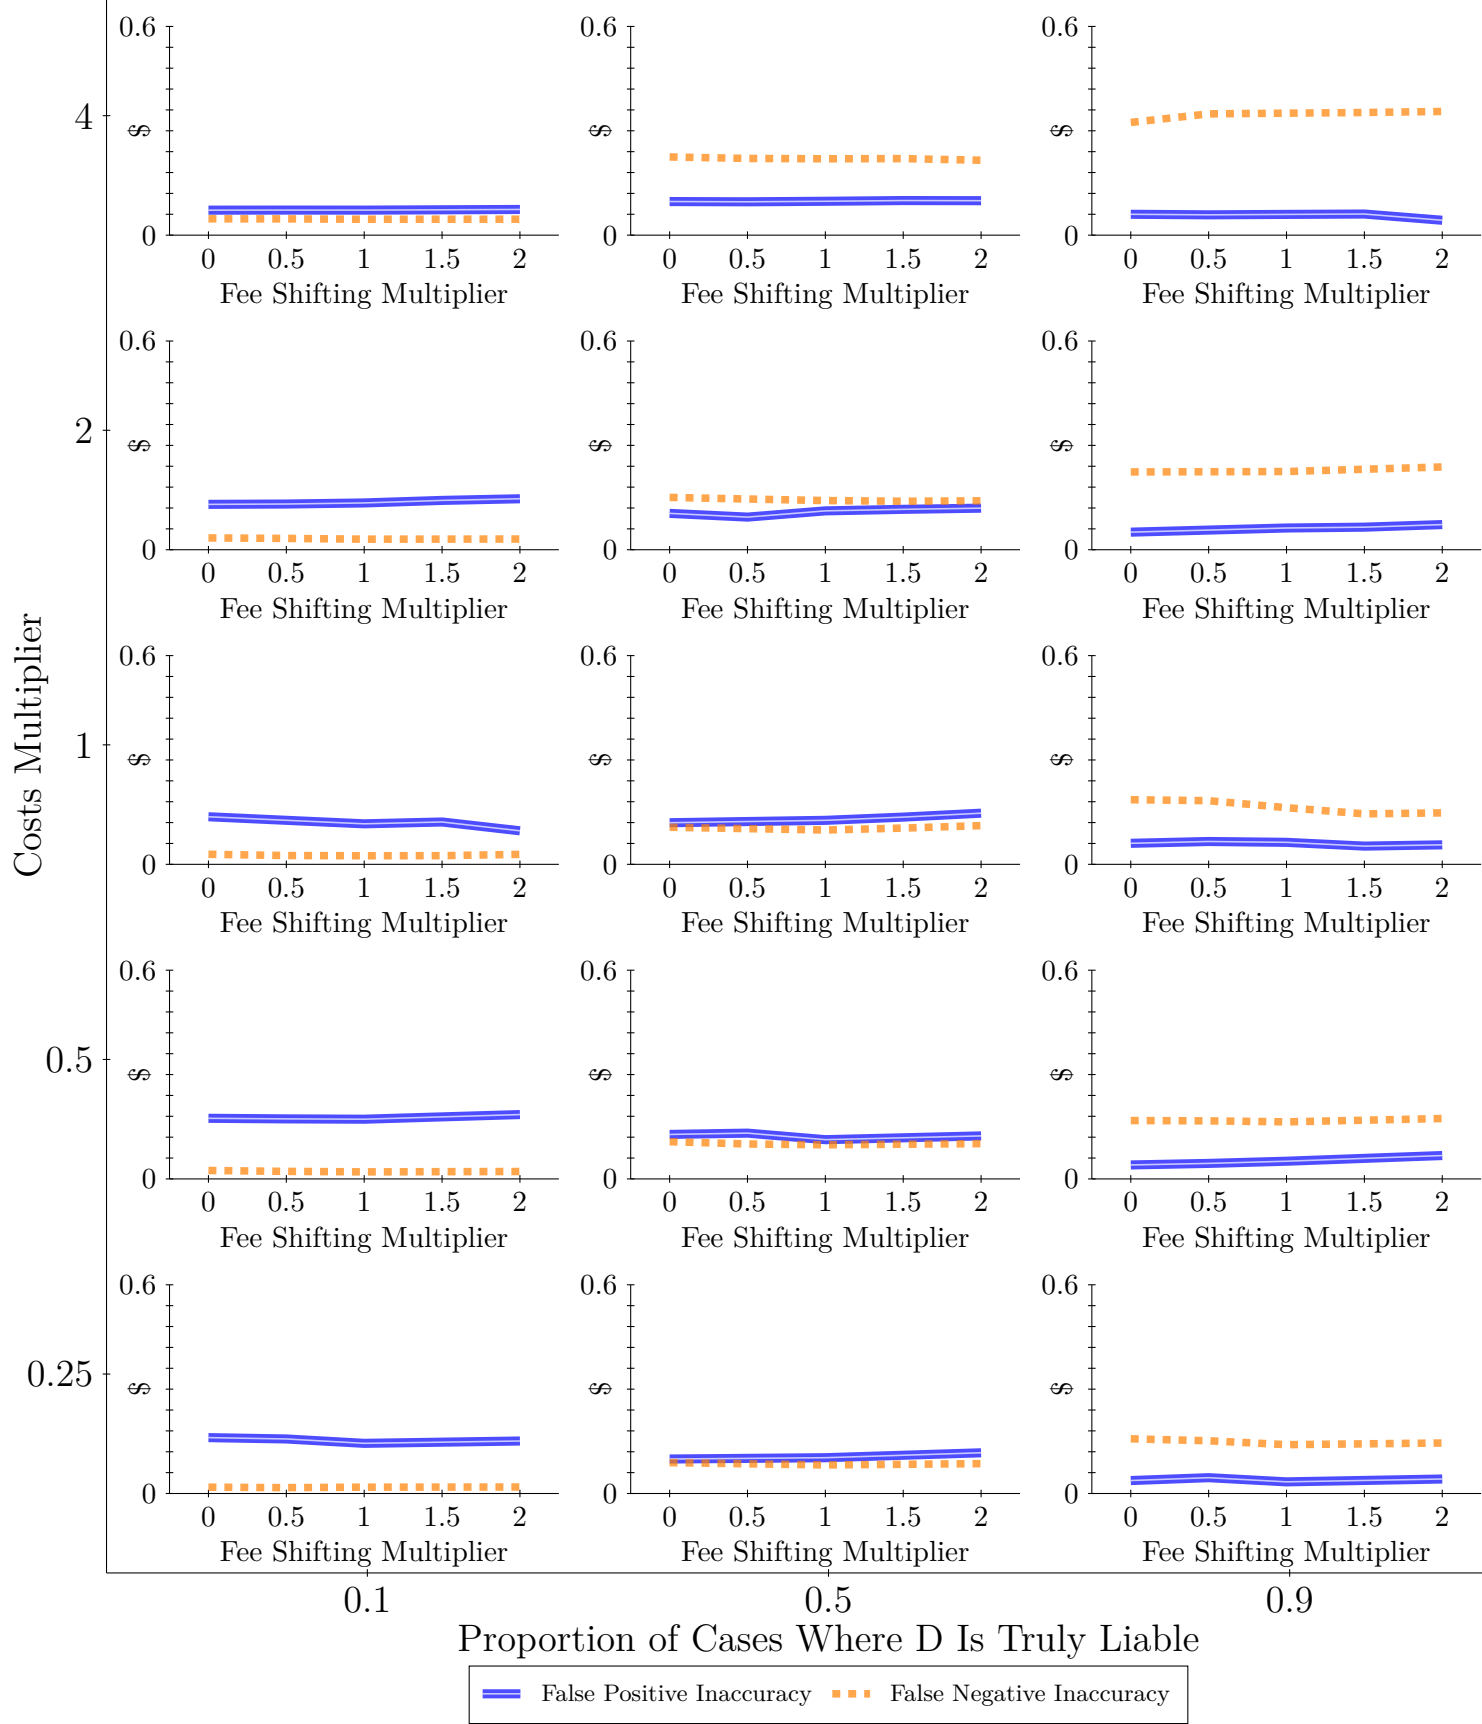 0.6 0.6 0.6
4 $ $ $
0 0 0
0 0.5 1 1.5 2 0 0.5 1 1.5 2 0 0.5 1 1.5 2
Fee Shifting Multiplier Fee Shifting Multiplier Fee Shifting Multiplier
0.6 0.6 0.6
2 $ $ $
0 0 0
0 0.5 1 1.5 2 0 0.5 1 1.5 2 0 0.5 1 1.5 2
Fee Shifting Multiplier Fee Shifting Multiplier Fee Shifting Multiplier
Costs Multiplier
0.6 0.6 0.6
1 $ $ $
0 0 0
0 0.5 1 1.5 2 0 0.5 1 1.5 2 0 0.5 1 1.5 2
Fee Shifting Multiplier Fee Shifting Multiplier Fee Shifting Multiplier
0.6 0.6 0.6
0.5 $ $ $
0 0 0
0 0.5 1 1.5 2 0 0.5 1 1.5 2 0 0.5 1 1.5 2
Fee Shifting Multiplier Fee Shifting Multiplier Fee Shifting Multiplier
0.6 0.6 0.6
0.25 $ $ $
0 0 0
0 0.5 1 1.5 2 0 0.5 1 1.5 2 0 0.5 1 1.5 2
Fee Shifting Multiplier Fee Shifting Multiplier Fee Shifting Multiplier
0.1 0.5 0.9
Proportion of Cases Where D Is Truly Liable
False Positive Inaccuracy False Negative Inaccuracy